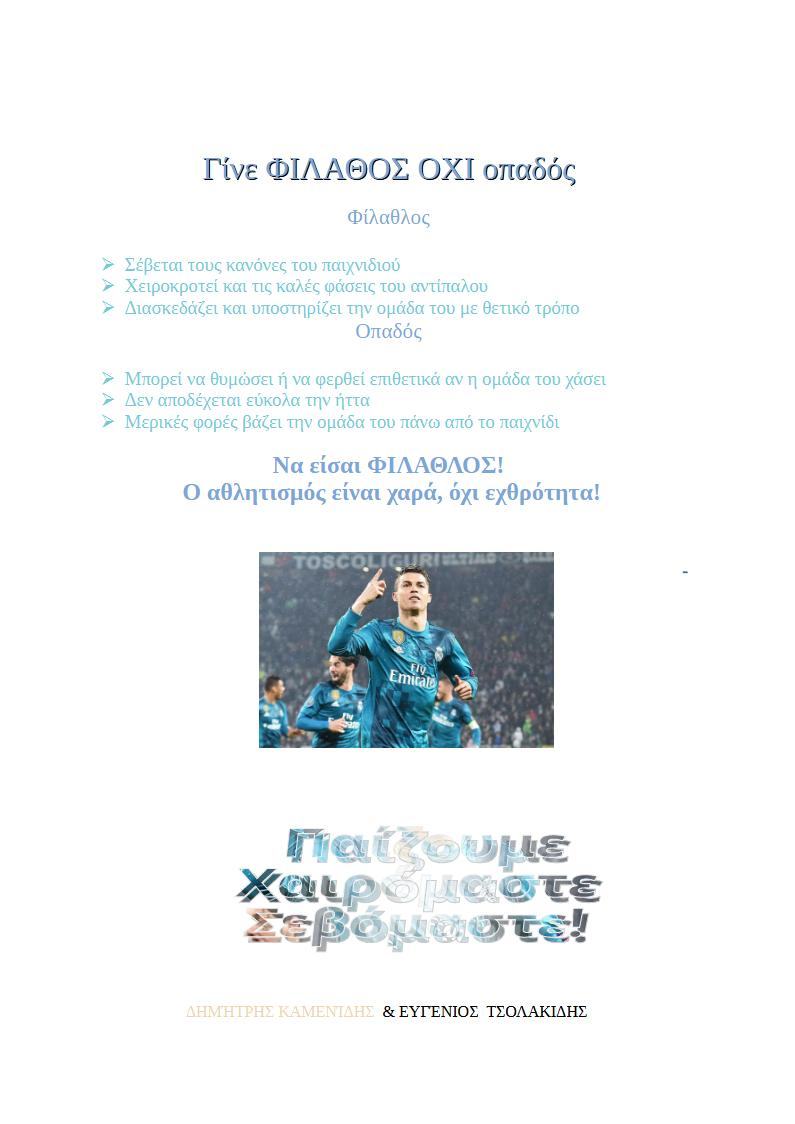 Γίνε ΦΙΛΑΘΟΣ ΟΧΙ οπαδός
Φίλαθλος
Σέβεται τους κανόνες του παιχνιδιού
Χειροκροτεί και τις καλές φάσεις του αντίπαλου
Διασκεδάζει και υποστηρίζει την ομάδα του με θετικό τρόπο
Οπαδός
Μπορεί να θυμώσει ή να φερθεί επιθετικά αν η ομάδα του χάσει
Δεν αποδέχεται εύκολα την ήττα
Μερικές φορές βάζει την ομάδα του πάνω από το παιχνίδι
Να είσαι ΦΙΛΑΘΛΟΣ!
Ο αθλητισμός είναι χαρά, όχι εχθρότητα!
-
TOSCOLIGURI
Fly
Emirates
Παίζουμε
Χαιρόμαστε
Σεβόμαστε!
ΔΗΜΉΤΡΗΣ ΚΑΜΕΝΊΔΗΣ & ΕΥΓΈΝΙΟΣ ΤΣΟΛΑΚΙΔΗΣ